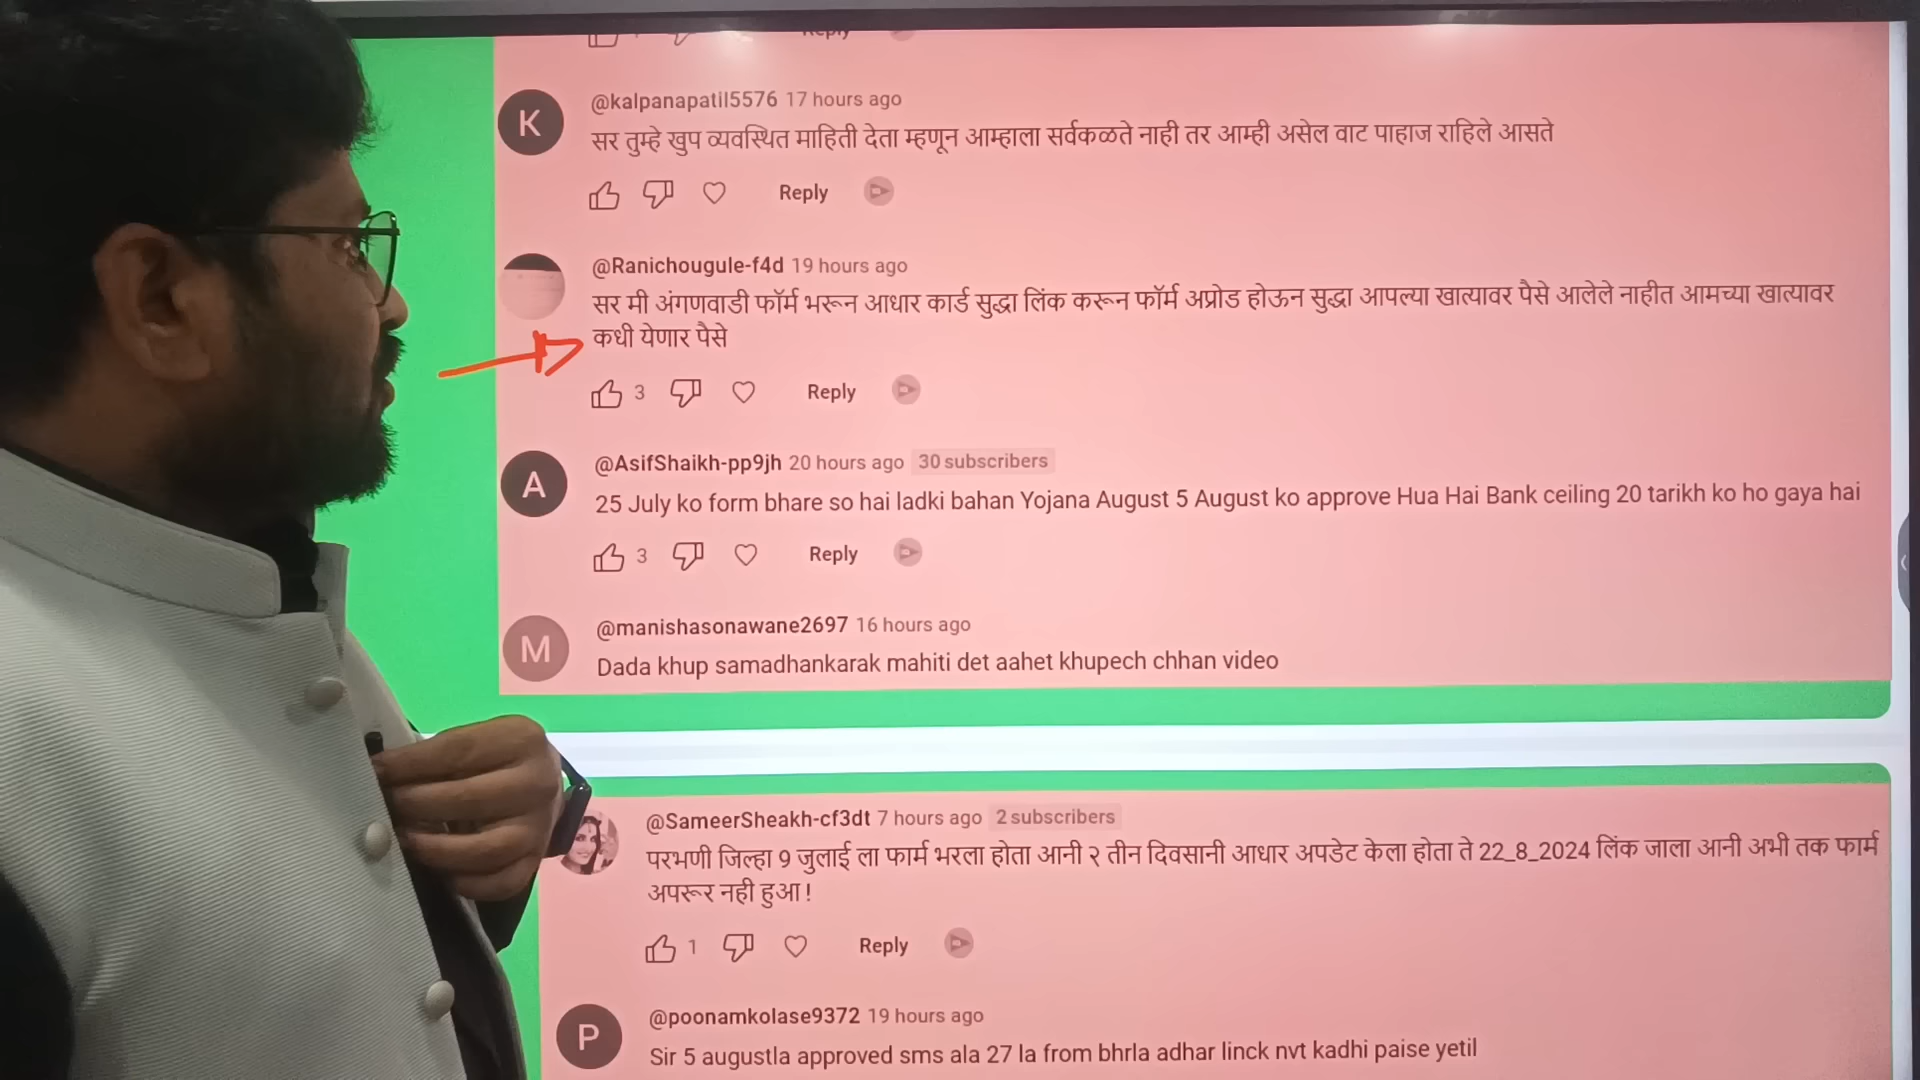 Reply
@kalpanapatil5576 17 hours ago
K
सर तुम्हे खुप व्यवस्थित माहिती देता म्हणून आम्हाला सर्वकळते नाही तर आम्ही असेल वाट पाहाज राहिले आसते
Reply
@Ranichougule-f4d 19 hours ago
सर मी अंगणवाडी फॉर्म भरून आधार कार्ड सुद्धा लिंक करून फॉर्म अप्रोड होऊन सुद्धा आपल्या खात्यावर पैसे आलेले नाहीत आमच्या खात्यावर
कधी येणार पैसे
3 Reply
@AsifShaikh-pp9jh 20 hours ago 30 subscribers
A
25 July ko form bhare so hai ladki bahan Yojana August 5 August ko approve Hua Hai Bank ceiling 20 tarikh ko ho gaya hai
3 Reply
@manishasonawane2697 16 hours ago
M
Dada khup samadhankarak mahiti det aahet khupech chhan video
@SameerSheakh-cf3dt 7 hours ago 2 subscribers
परभणी जिल्हा 9 जुलाई ला फार्म भरला होता आनी २ तीन दिवसानी आधार अपडेट केला होता ते 22_8_2024 लिंक जाला आनी अभी तक फार्म
अपरूर नही हुआ !
1 Reply
@poonamkolase9372 19 hours ago
P
Sir 5 augustla approved sms ala 27 la from bhrla adhar linck nvt kadhi paise yetil